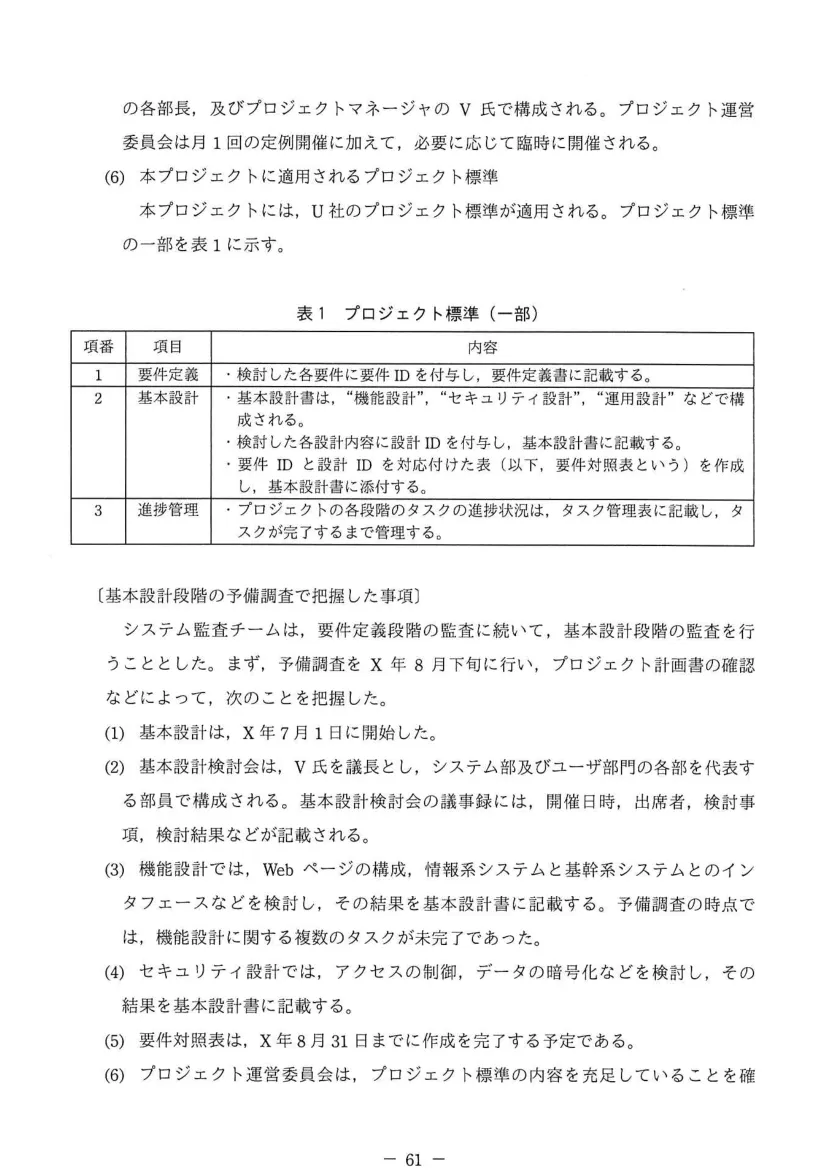 の各部長，及びプロジェクトマネージャの V 氏で構成される。プロジェクト運営
委員会は月 1 回の定例開催に加えて，必要に応じて臨時に開催される。
(6) 本プロジェクトに適用されるプロジェクト標準
本プロジェクトには，U 社のプロジェクト標準が適用される。プロジェクト標準
の一部を表 1 に示す。
表 1 プロジェクト標準（一部）
項番 項目 内容
1 要件定義 ・検討した各要件に要件 ID を付与し，要件定義書に記載する。
2 基本設計 ・基本設計書は，“機能設計”，“セキュリティ設計”，“運用設計” などで構
成される。
・検討した各設計内容に設計 ID を付与し，基本設計書に記載する。
・要件 ID と設計 ID を対応付けた表（以下，要件対照表という）を作成
し，基本設計書に添付する。
3 進捗管理 ・プロジェクトの各段階のタスクの進捗状況は，タスク管理表に記載し，タ
スクが完了するまで管理する。
〔基本設計段階の予備調査で把握した事項〕
システム監査チームは，要件定義段階の監査に続いて，基本設計段階の監査を行
うこととした。まず，予備調査を X 年 8 月下旬に行い，プロジェクト計画書の確認
などによって，次のことを把握した。
(1) 基本設計は，X 年 7 月 1 日に開始した。
(2) 基本設計検討会は，V 氏を議長とし，システム部及びユーザ部門の各部を代表す
る部員で構成される。基本設計検討会の議事録には，開催日時，出席者，検討事
項，検討結果などが記載される。
(3) 機能設計では，Web ページの構成，情報系システムと基幹系システムとのイン
タフェースなどを検討し，その結果を基本設計書に記載する。予備調査の時点で
は，機能設計に関する複数のタスクが未完了であった。
(4) セキュリティ設計では，アクセスの制御，データの暗号化などを検討し，その
結果を基本設計書に記載する。
(5) 要件対照表は，X 年 8 月 31 日までに作成を完了する予定である。
(6) プロジェクト運営委員会は，プロジェクト標準の内容を充足していることを確
－ 61 －